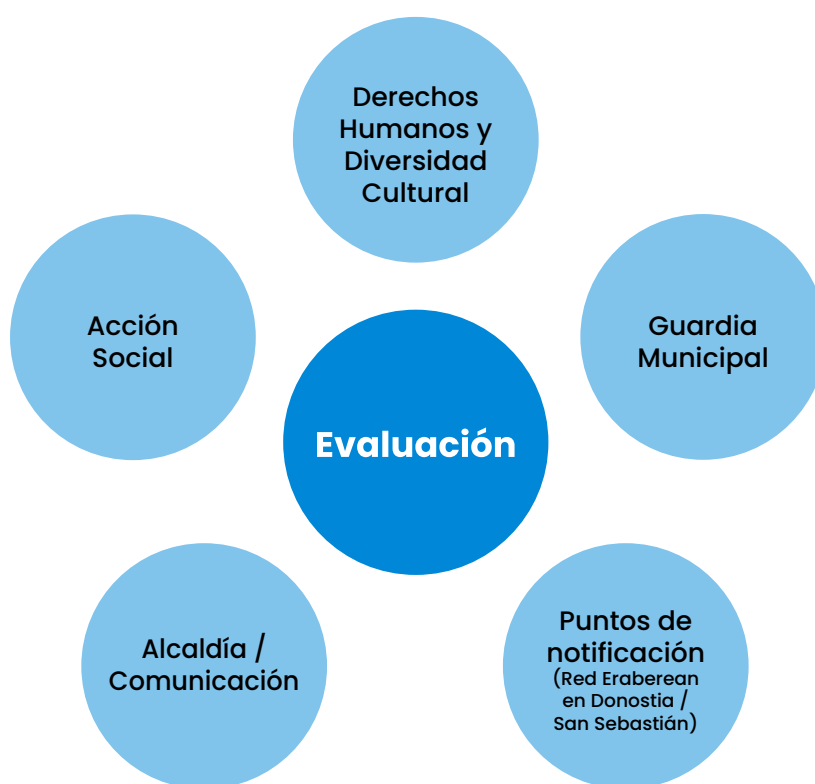 Derechos
Humanos y
Diversidad
Cultural
Acción
Social
Guardia
Municipal
Evaluación
Alcaldía /
Comunicación
Puntos de
notificación
(Red Eraberean
en Donostia /
San Sebastián)